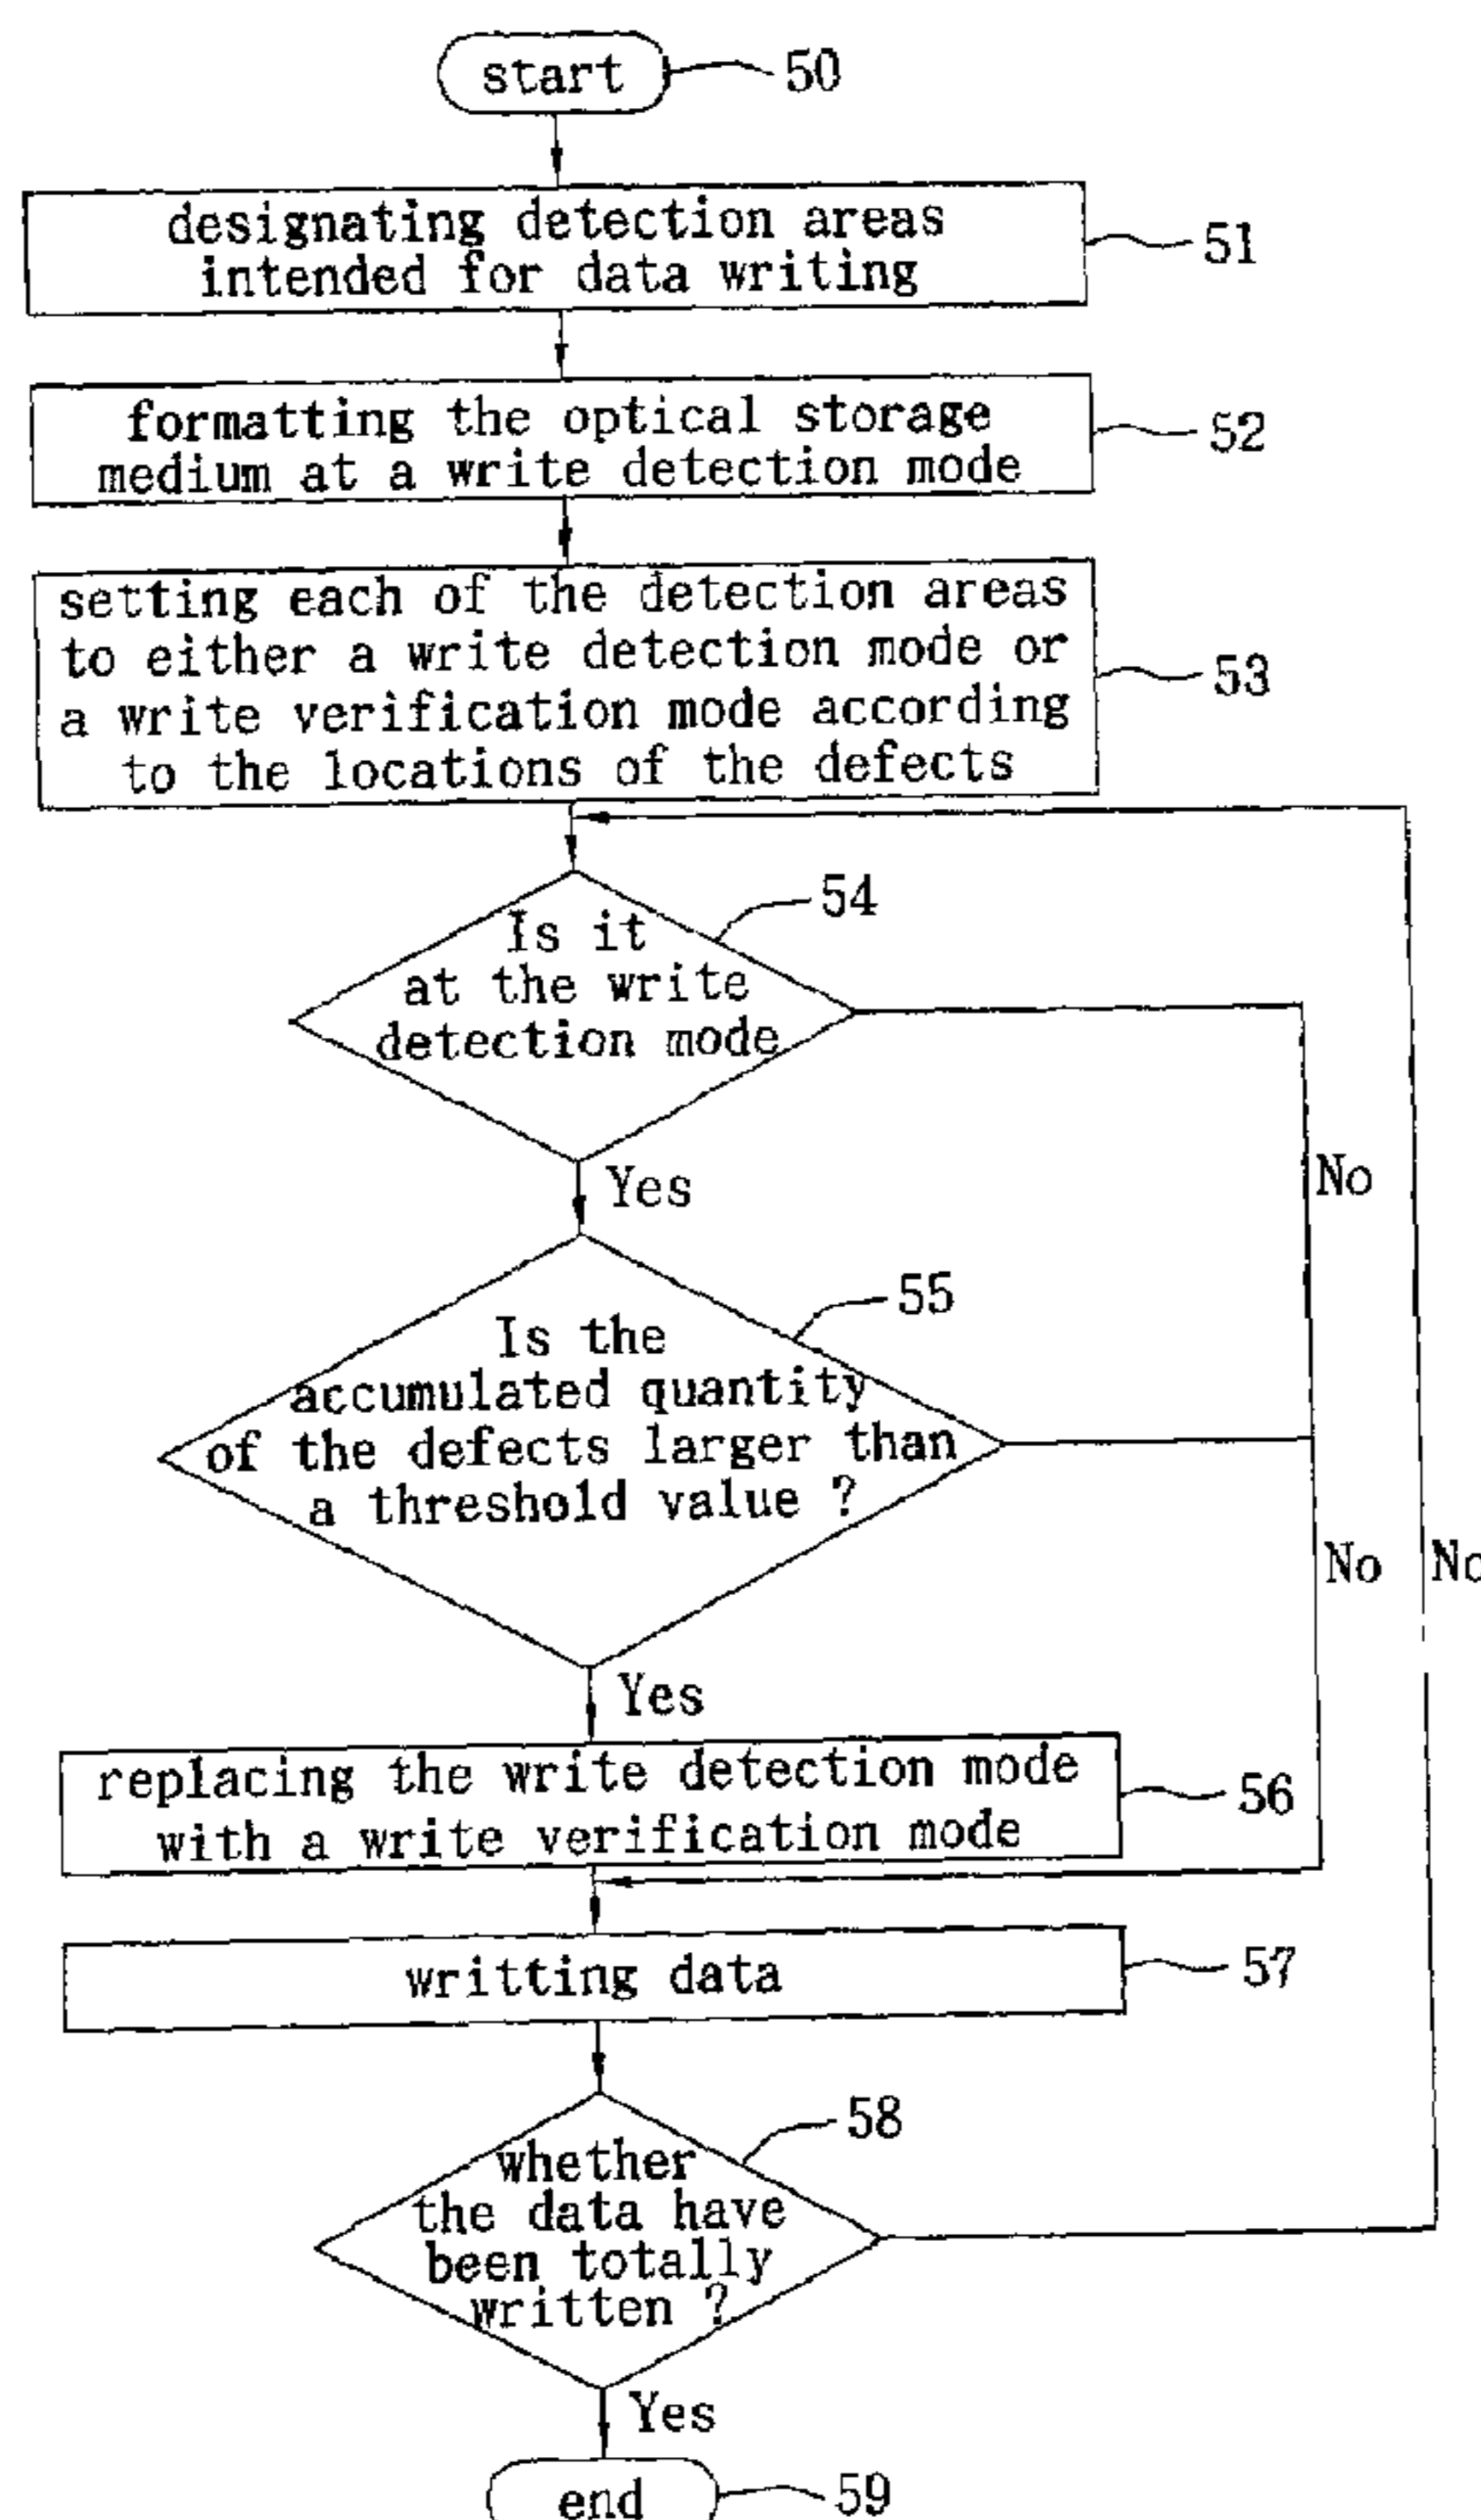 start
50
designating detection areas
intended for data writing
51
formatting the optical storage
medium at a write detection mode
52
setting each of the detection areas
to either a write detection mode or
a write verification mode according
to the locations of the defects
53
54
Is it
at the write
detection mode
No
Yes
55
Is the
accumulated quantity
of the defects larger than
a threshold value ?
No
No
Yes
replacing the write detection mode
with a write verification mode
56
writting data
57
58
whether
the data have
been totally
written ?
Yes
end
59